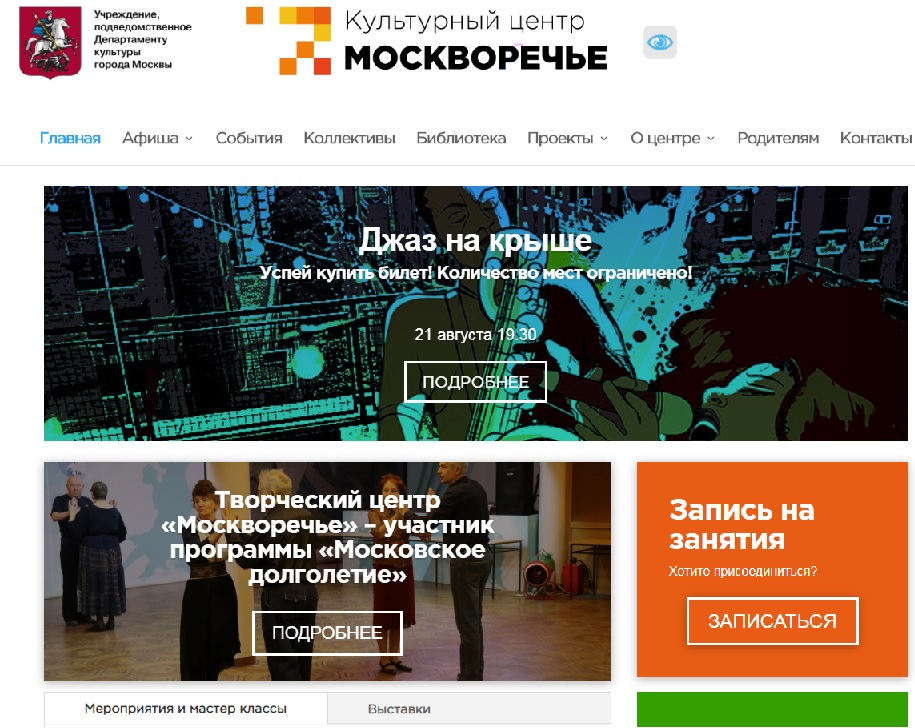 Учреждение,
подведомственное
Департаменту
культуры
города Москвы
Культурный центр
МОСКВОРЕЧЬЕ
Главная Афиша События Коллективы Библиотека Проекты О центре Родителям Контакты
Джаз на крыше
Успей купить билет! Количество мест ограничено!
21 августа 19.30
ПОДРОБНЕЕ
Творческий центр
«Москворечье» – участник
программы «Московское
долголетие»
ПОДРОБНЕЕ
Запись на
занятия
Хотите присоединиться?
ЗАПИСАТЬСЯ
Мероприятия и мастер классы
Выставки